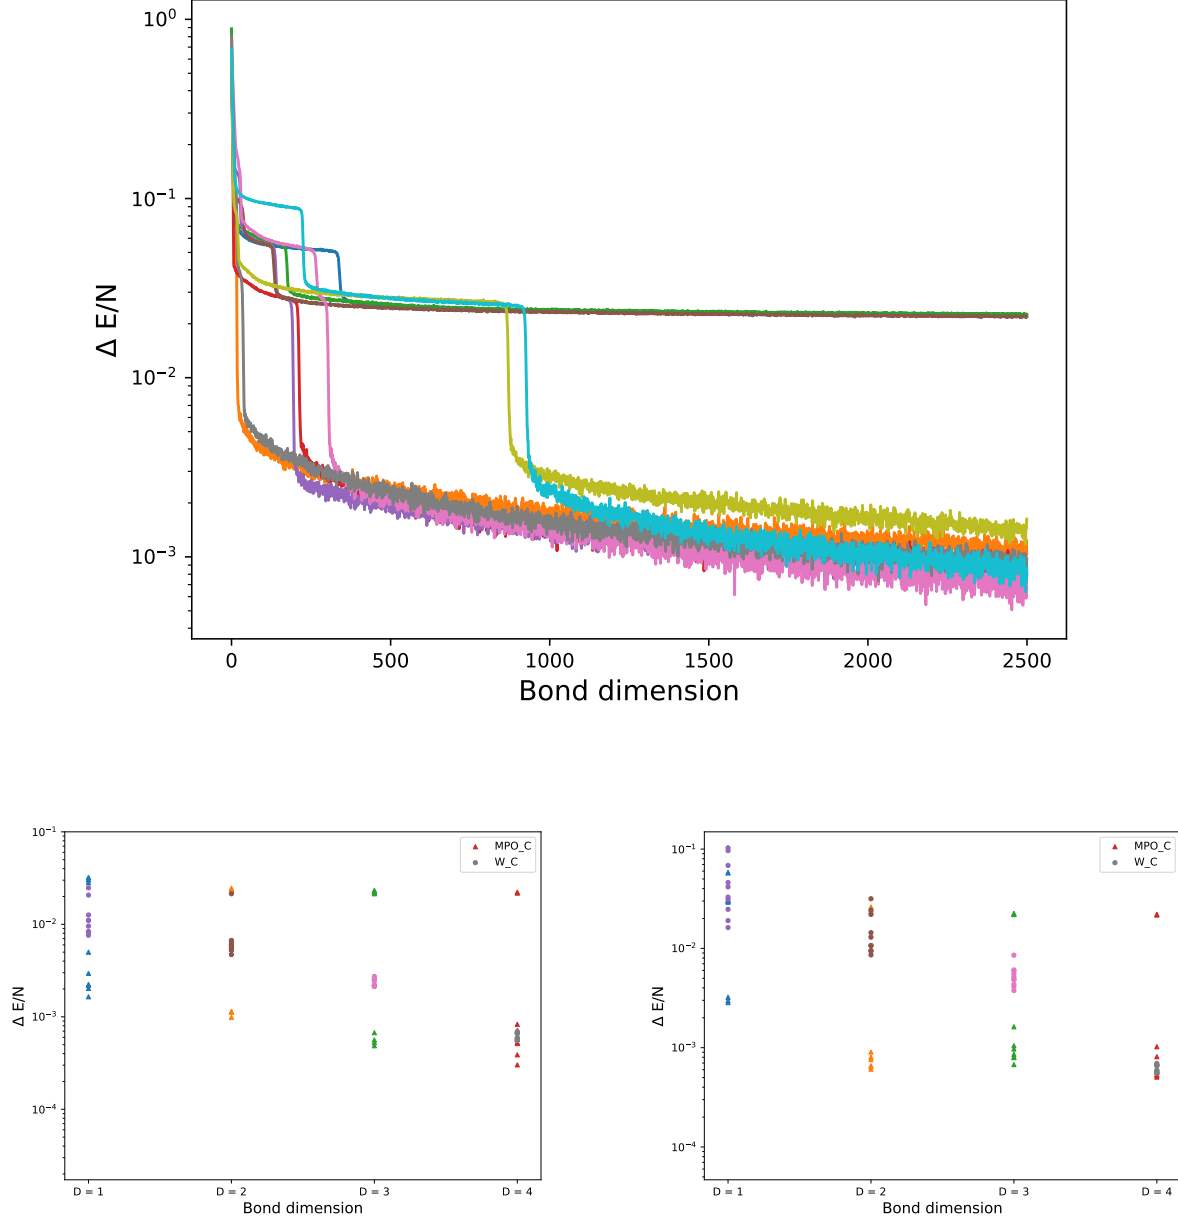 10⁰
10⁻¹
10⁻²
10⁻³
Δ E/N
0 500 1000 1500 2000 2500
Bond dimension
10⁻¹
10⁻²
10⁻³
10⁻⁴
Δ E/N
MPO_C
W_C
D = 1 D = 2 D = 3 D = 4
Bond dimension
10⁻¹
10⁻²
10⁻³
10⁻⁴
Δ E/N
MPO_C
W_C
D = 1 D = 2 D = 3 D = 4
Bond dimension